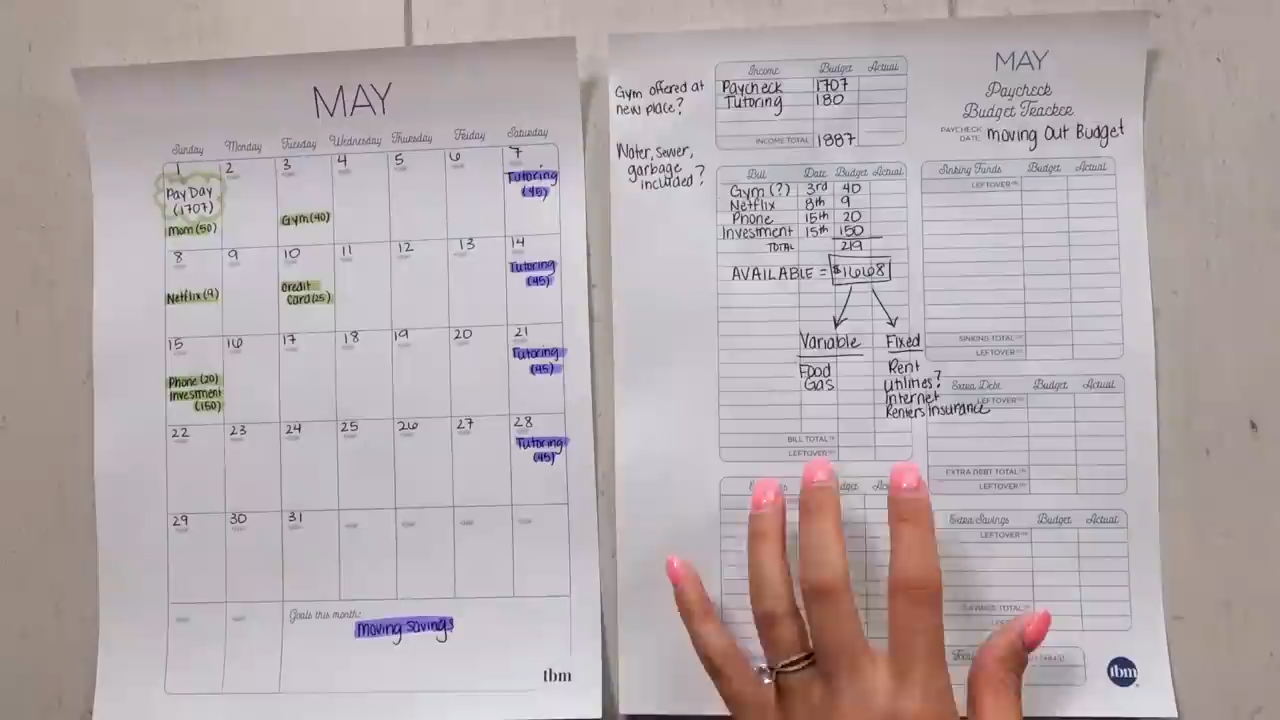 MAY
Sunday Monday Tuesday Wednesday Thursday Friday Saturday
1 2 3 4 5 6 7
Pay Day
(1707)
Mom (50)
Gym (40)
Tutoring
(45)
8 9 10 11 12 13 14
Netflix (9)
Credit
Card (25)
Tutoring
(45)
15 16 17 18 19 20 21
Phone (20)
Investment
(150)
Tutoring
(45)
22 23 24 25 26 27 28
Tutoring
(45)
29 30 31
Goals this month:
Moving Savings
tbm
Gym offered at
new place?
Water, sewer,
garbage
included?
Income Budget Actual
Paycheck 1707
Tutoring 180
INCOME TOTAL 1887
MAY
Paycheck
Budget Tracker
PAYCHECK
DATE: Moving Out Budget
Bill Date Budget Actual
Gym (?) 3rd 40
Netflix 8th 9
Phone 15th 20
Investment 15th 150
TOTAL 219
AVAILABLE = $1668
Variable
Food
Gas
Fixed
Rent
Utilities?
Internet
Renters Insurance
BILL TOTAL
LEFTOVER
Sinking Funds Budget Actual
LEFTOVER
SINKING TOTAL
LEFTOVER
Extra Debt Budget Actual
LEFTOVER
EXTRA DEBT TOTAL
LEFTOVER
Extra Savings Budget Actual
LEFTOVER
SAVINGS TOTAL
tbm